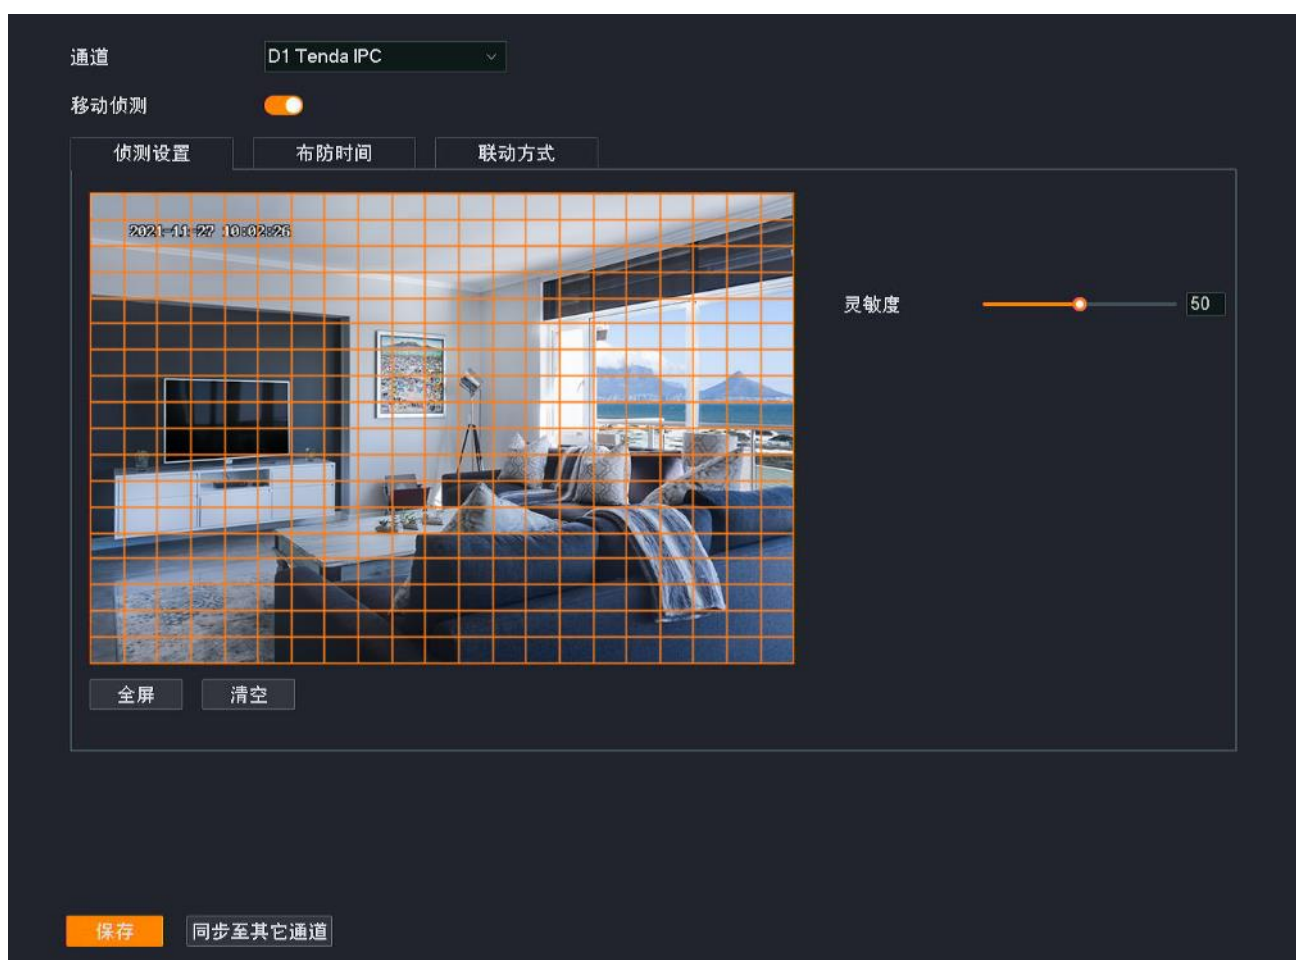 通道 D1 Tenda IPC
移动侦测
侦测设置 布防时间 联动方式
2021-11-27 10:02:26
灵敏度 50
全屏 清空
保存 同步至其它通道